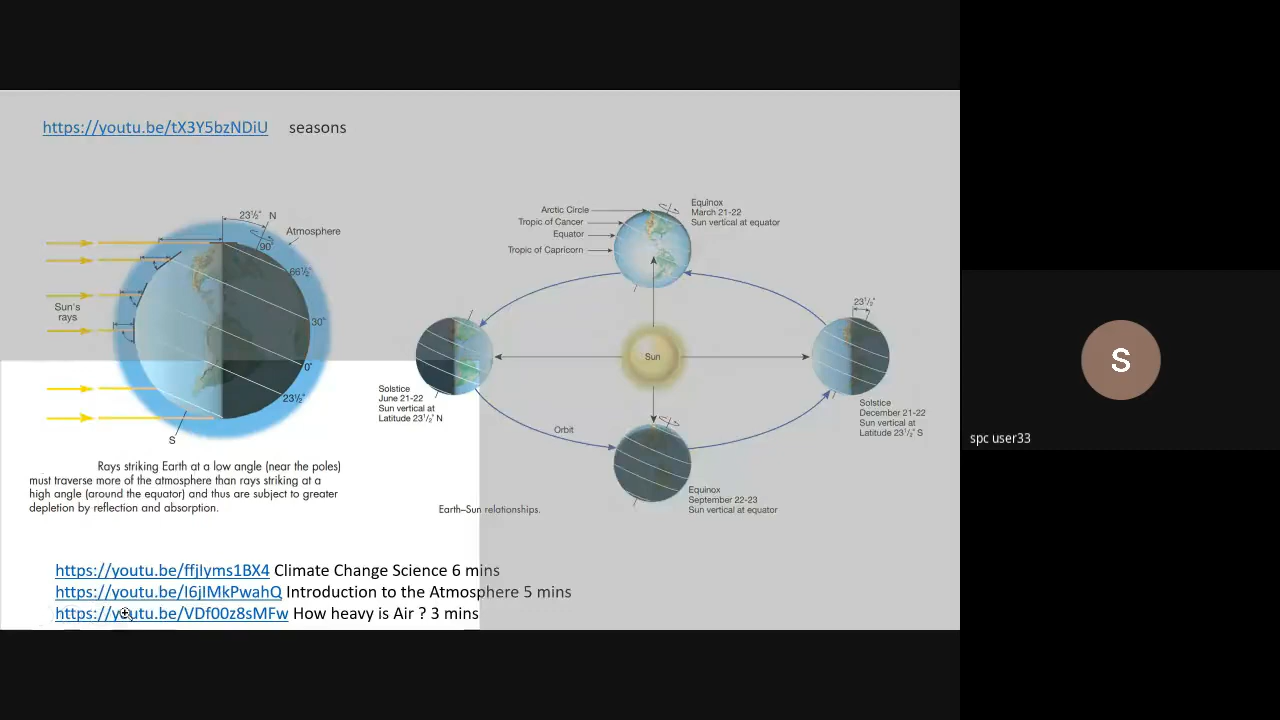 https://youtu.be/tX3Y5bzNDiU seasons
23½° N
Atmosphere
90°
66½°
Sun's
rays
30°
0°
23½°
S
Rays striking Earth at a low angle (near the poles)
must traverse more of the atmosphere than rays striking at a
high angle (around the equator) and thus are subject to greater
depletion by reflection and absorption.
Arctic Circle
Tropic of Cancer
Equator
Tropic of Capricorn
Equinox
March 21-22
Sun vertical at equator
Sun
23½°
Solstice
June 21-22
Sun vertical at
Latitude 23½° N
Solstice
December 21-22
Sun vertical at
Latitude 23½° S
Orbit
Equinox
September 22-23
Sun vertical at equator
Earth–Sun relationships.
https://youtu.be/ffjIyms1BX4 Climate Change Science 6 mins
https://youtu.be/I6jIMkPwahQ Introduction to the Atmosphere 5 mins
https://youtu.be/VDf00z8sMFw How heavy is Air ? 3 mins
S
spc user33